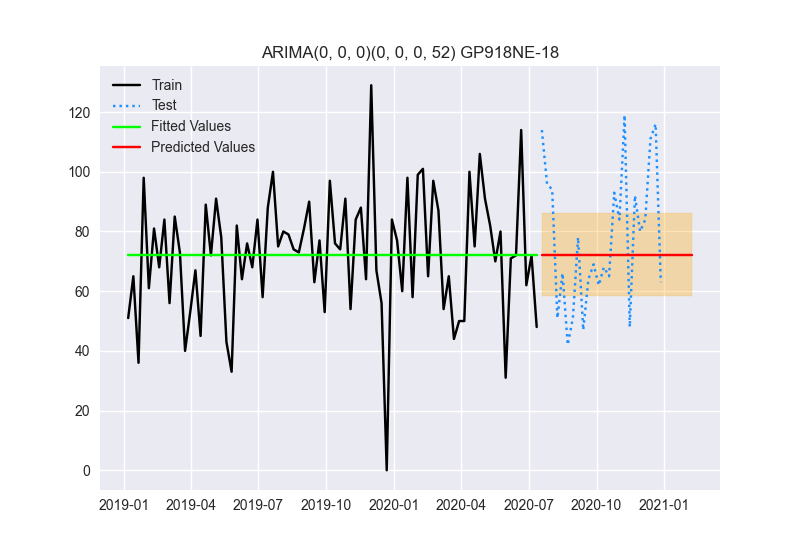 ARIMA(0, 0, 0)(0, 0, 0, 52) GP918NE-18
Train
Test
Fitted Values
Predicted Values
120
100
80
60
40
20
0
2019-01 2019-04 2019-07 2019-10 2020-01 2020-04 2020-07 2020-10 2021-01